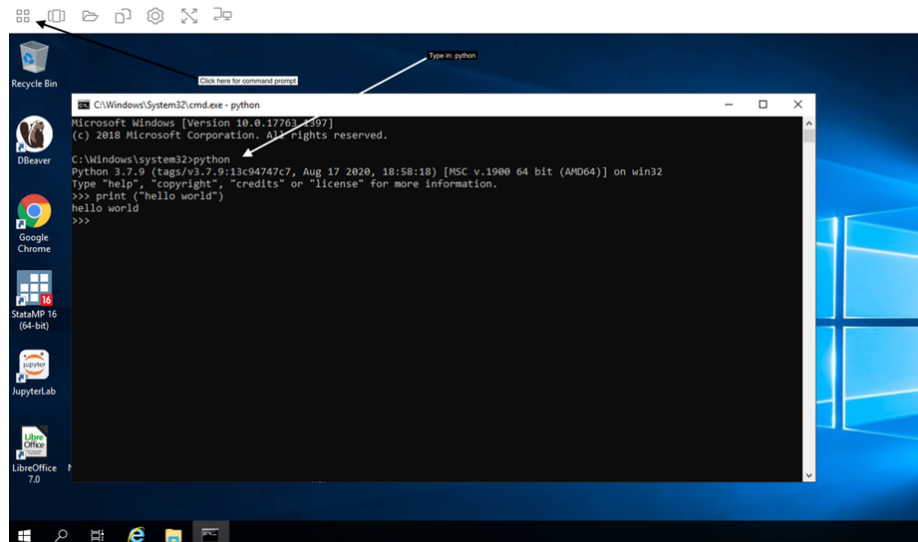 Type in: python
Recycle Bin
Click here for command prompt
C:\Windows\System32\cmd.exe - python
Microsoft Windows [Version 10.0.17763.1397]
(c) 2018 Microsoft Corporation. All rights reserved.
DBeaver
C:\Windows\system32>python
Python 3.7.9 (tags/v3.7.9:13c94747c7, Aug 17 2020, 18:58:18) [MSC v.1900 64 bit (AMD64)] on win32
Type "help", "copyright", "credits" or "license" for more information.
>>> print ("hello world")
hello world
>>>
Google
Chrome
16
StataMP 16
(64-bit)
jupyter
JupyterLab
Libre
Office
LibreOffice
7.0